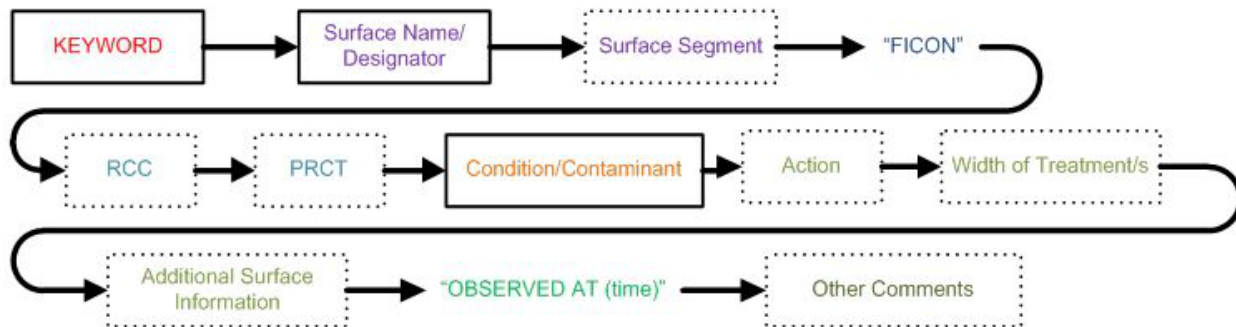 KEYWORD
Surface Name/
Designator
Surface Segment
“FICON”
RCC
PRCT
Condition/Contaminant
Action
Width of Treatment/s
Additional Surface
Information
“OBSERVED AT (time)”
Other Comments